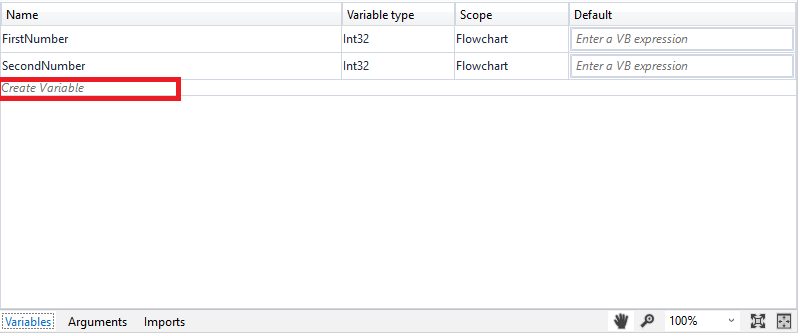 Name Variable type Scope Default
FirstNumber Int32 Flowchart Enter a VB expression
SecondNumber Int32 Flowchart Enter a VB expression
Create Variable
Variables Arguments Imports 100%